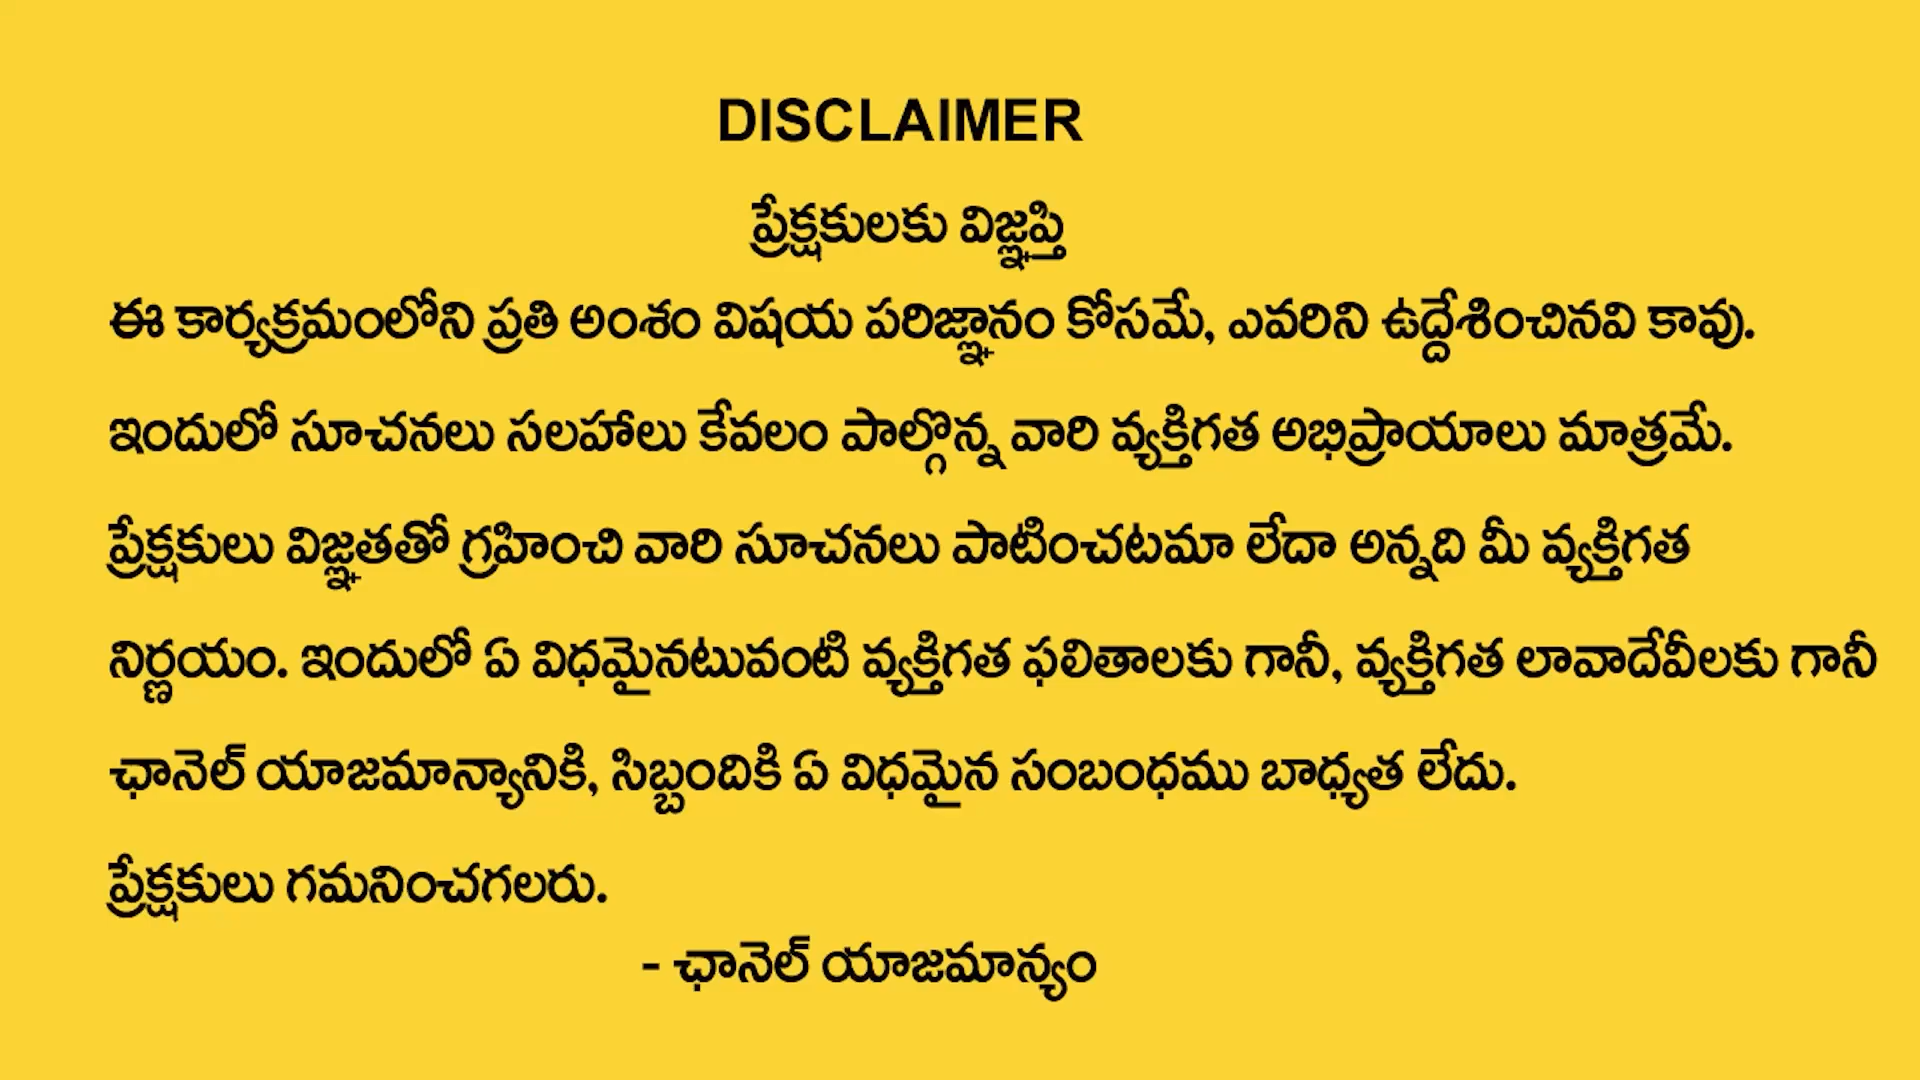 DISCLAIMER
ప్రేక్షకులకు విజ్ఞప్తి
ఈ కార్యక్రమంలోని ప్రతి అంశం విషయ పరిజ్ఞానం కోసమే, ఎవరిని ఉద్దేశించినవి కావు.
ఇందులో సూచనలు సలహాలు కేవలం పాల్గొన్న వారి వ్యక్తిగత అభిప్రాయాలు మాత్రమే.
ప్రేక్షకులు విజ్ఞతతో గ్రహించి వారి సూచనలు పాటించటమా లేదా అన్నది మీ వ్యక్తిగత
నిర్ణయం. ఇందులో ఏ విధమైనటువంటి వ్యక్తిగత ఫలితాలకు గానీ, వ్యక్తిగత లావాదేవీలకు గానీ
ఛానెల్ యాజమాన్యానికి, సిబ్బందికి ఏ విధమైన సంబంధము బాధ్యత లేదు.
ప్రేక్షకులు గమనించగలరు.
- ఛానెల్ యాజమాన్యం